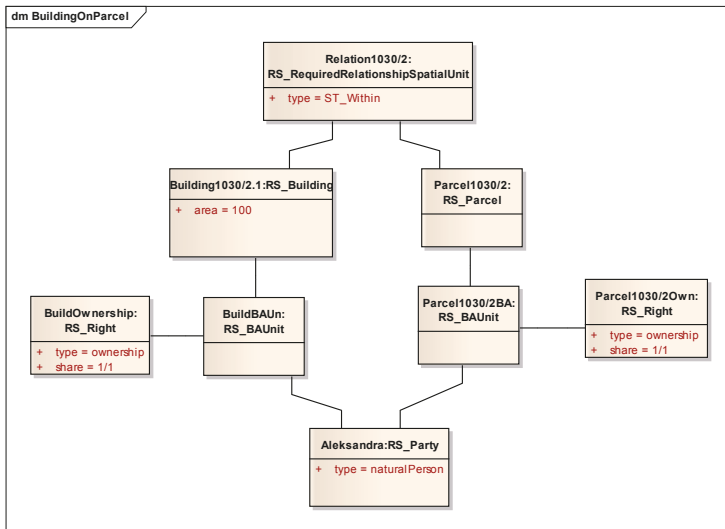 dm BuildingOnParcel
Relation1030/2:
RS_RequiredRelationshipSpatialUnit
+ type = ST_Within
Building1030/2.1:RS_Building
+ area = 100
Parcel1030/2:
RS_Parcel
BuildOwnership:
RS_Right
+ type = ownership
+ share = 1/1
BuildBAUn:
RS_BAUnit
Parcel1030/2BA:
RS_BAUnit
Parcel1030/2Own:
RS_Right
+ type = ownership
+ share = 1/1
Aleksandra:RS_Party
+ type = naturalPerson